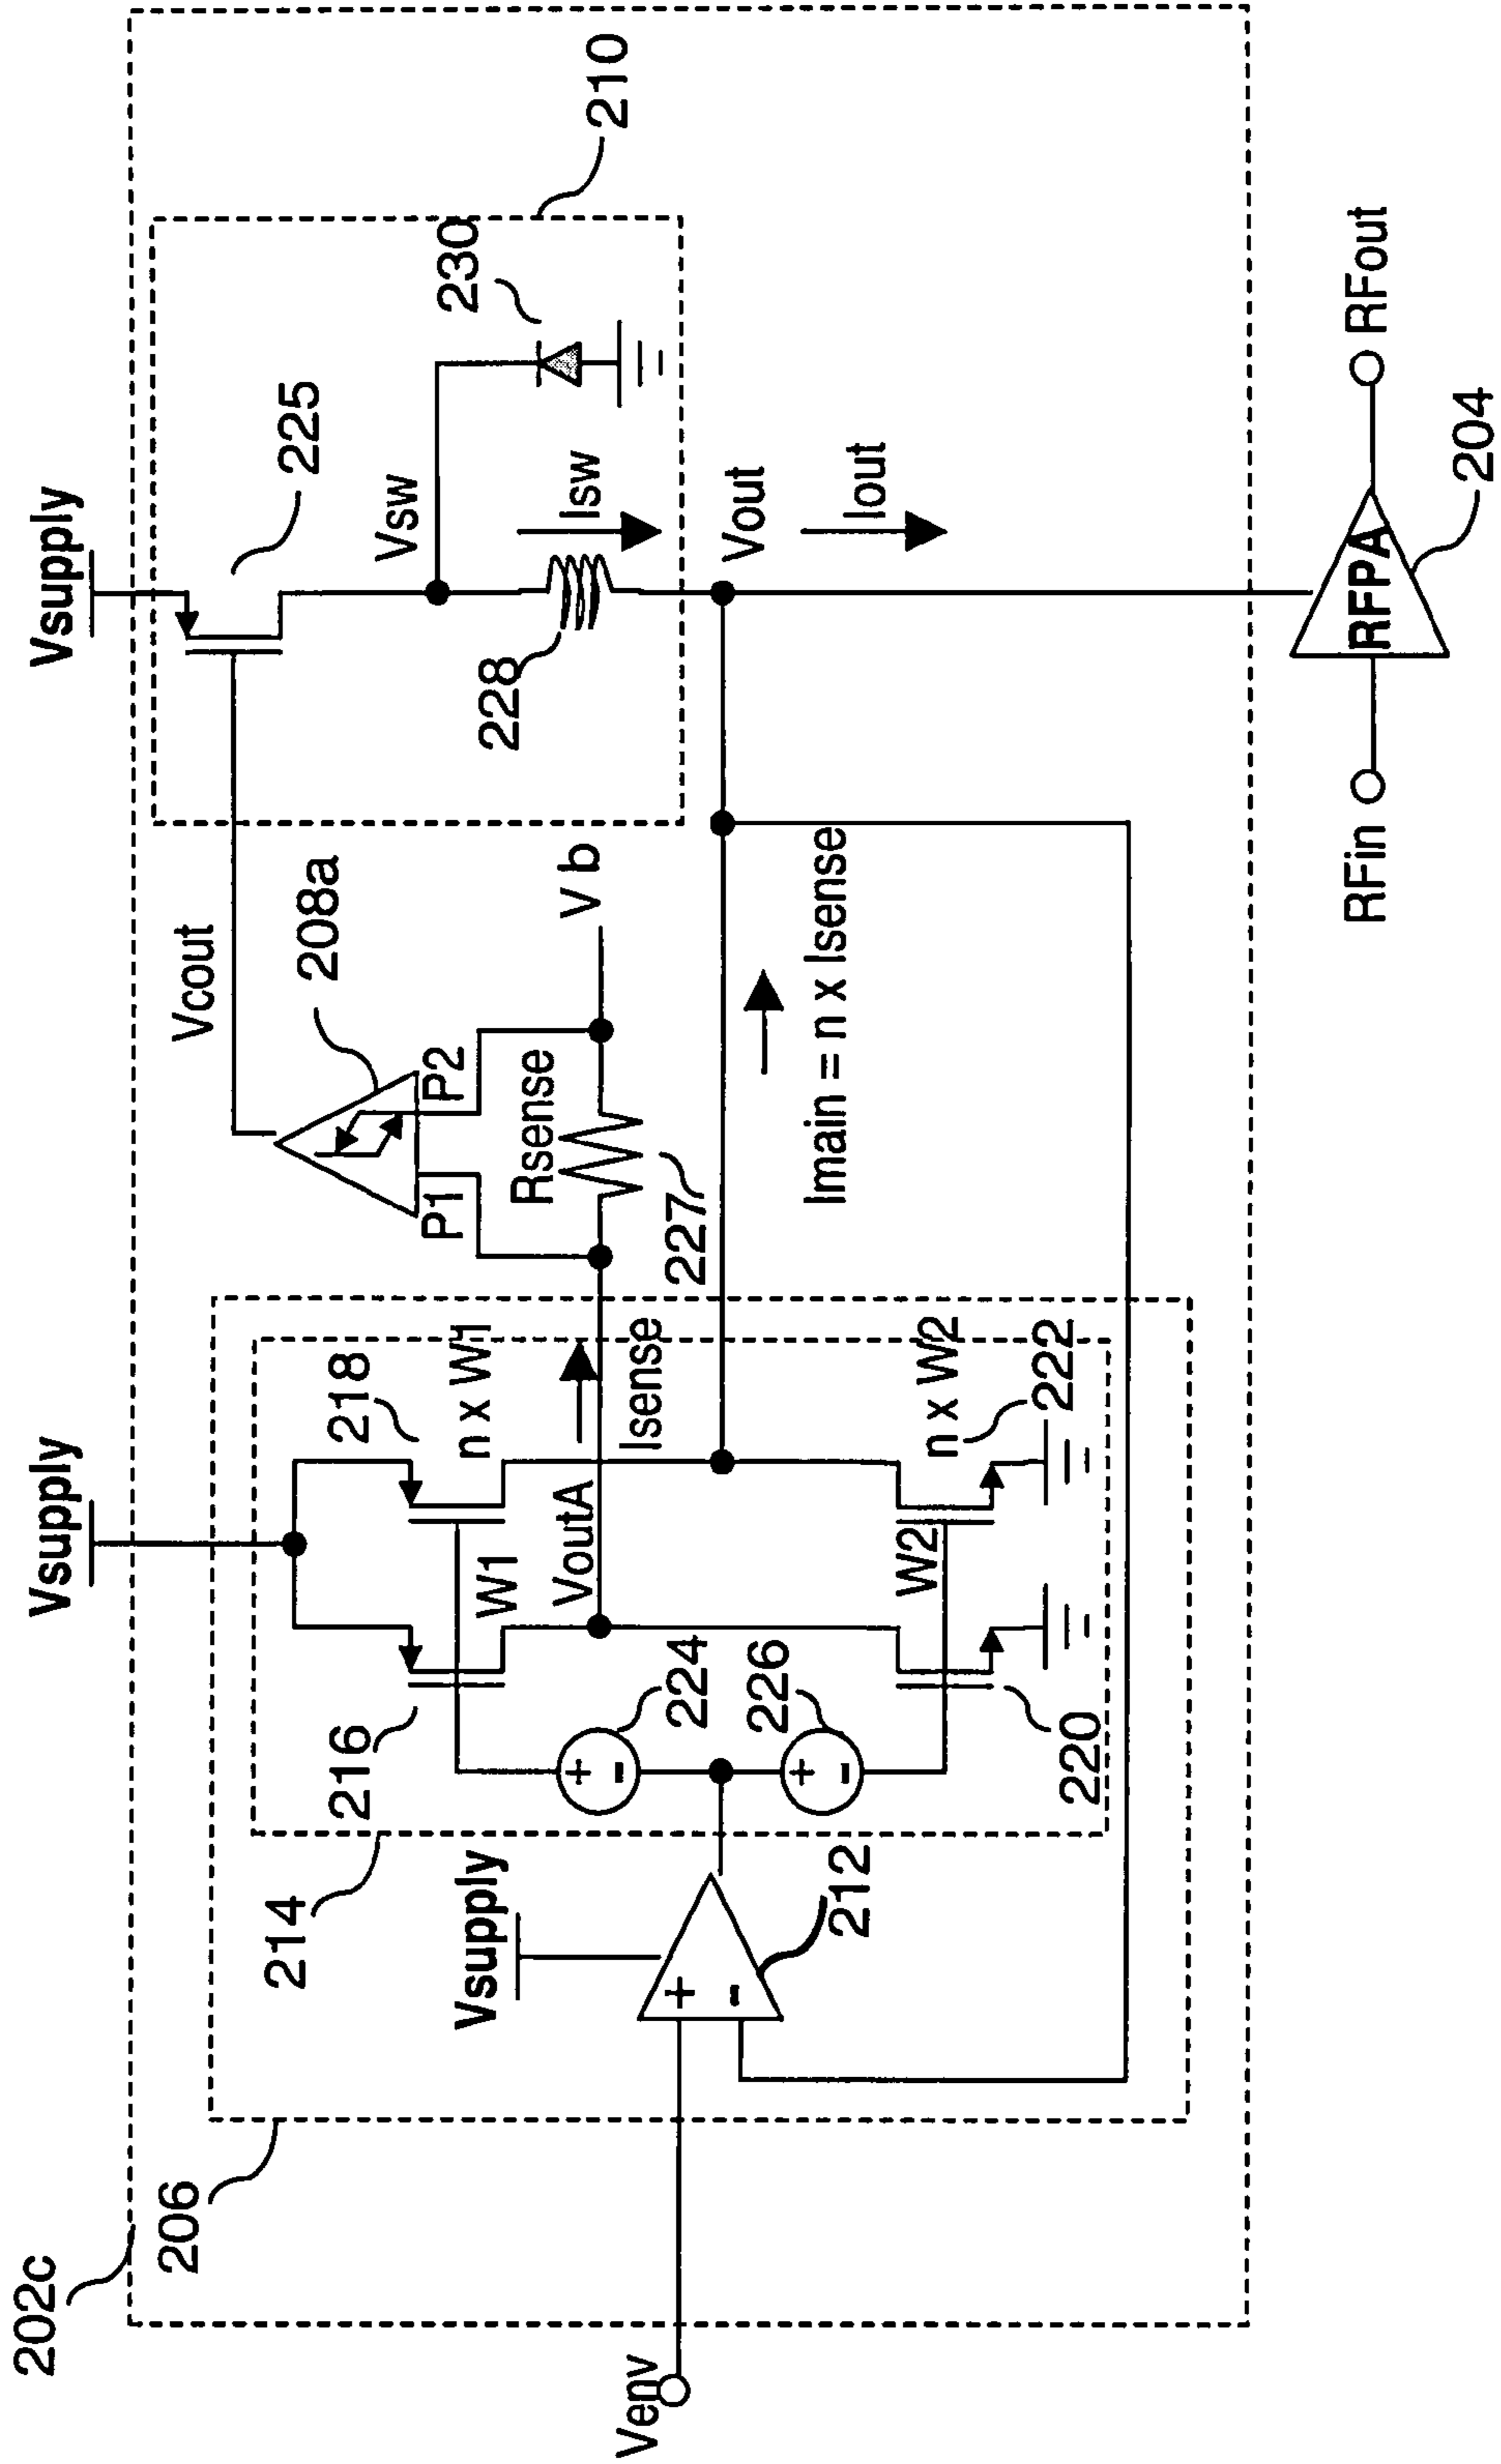 202c
206
Venv
214
Vsupply
+
-
212
Vsupply
216
218
W1
n x W1
224
+
-
226
+
-
VoutA
Isense
W2
n x W2
220
222
Vcout
208a
P1
P2
Rsense
V b
227
Imain = n x Isense
Vsupply
225
210
Vsw
230
228
Isw
Vout
Iout
RFin
RFPA
RFout
204